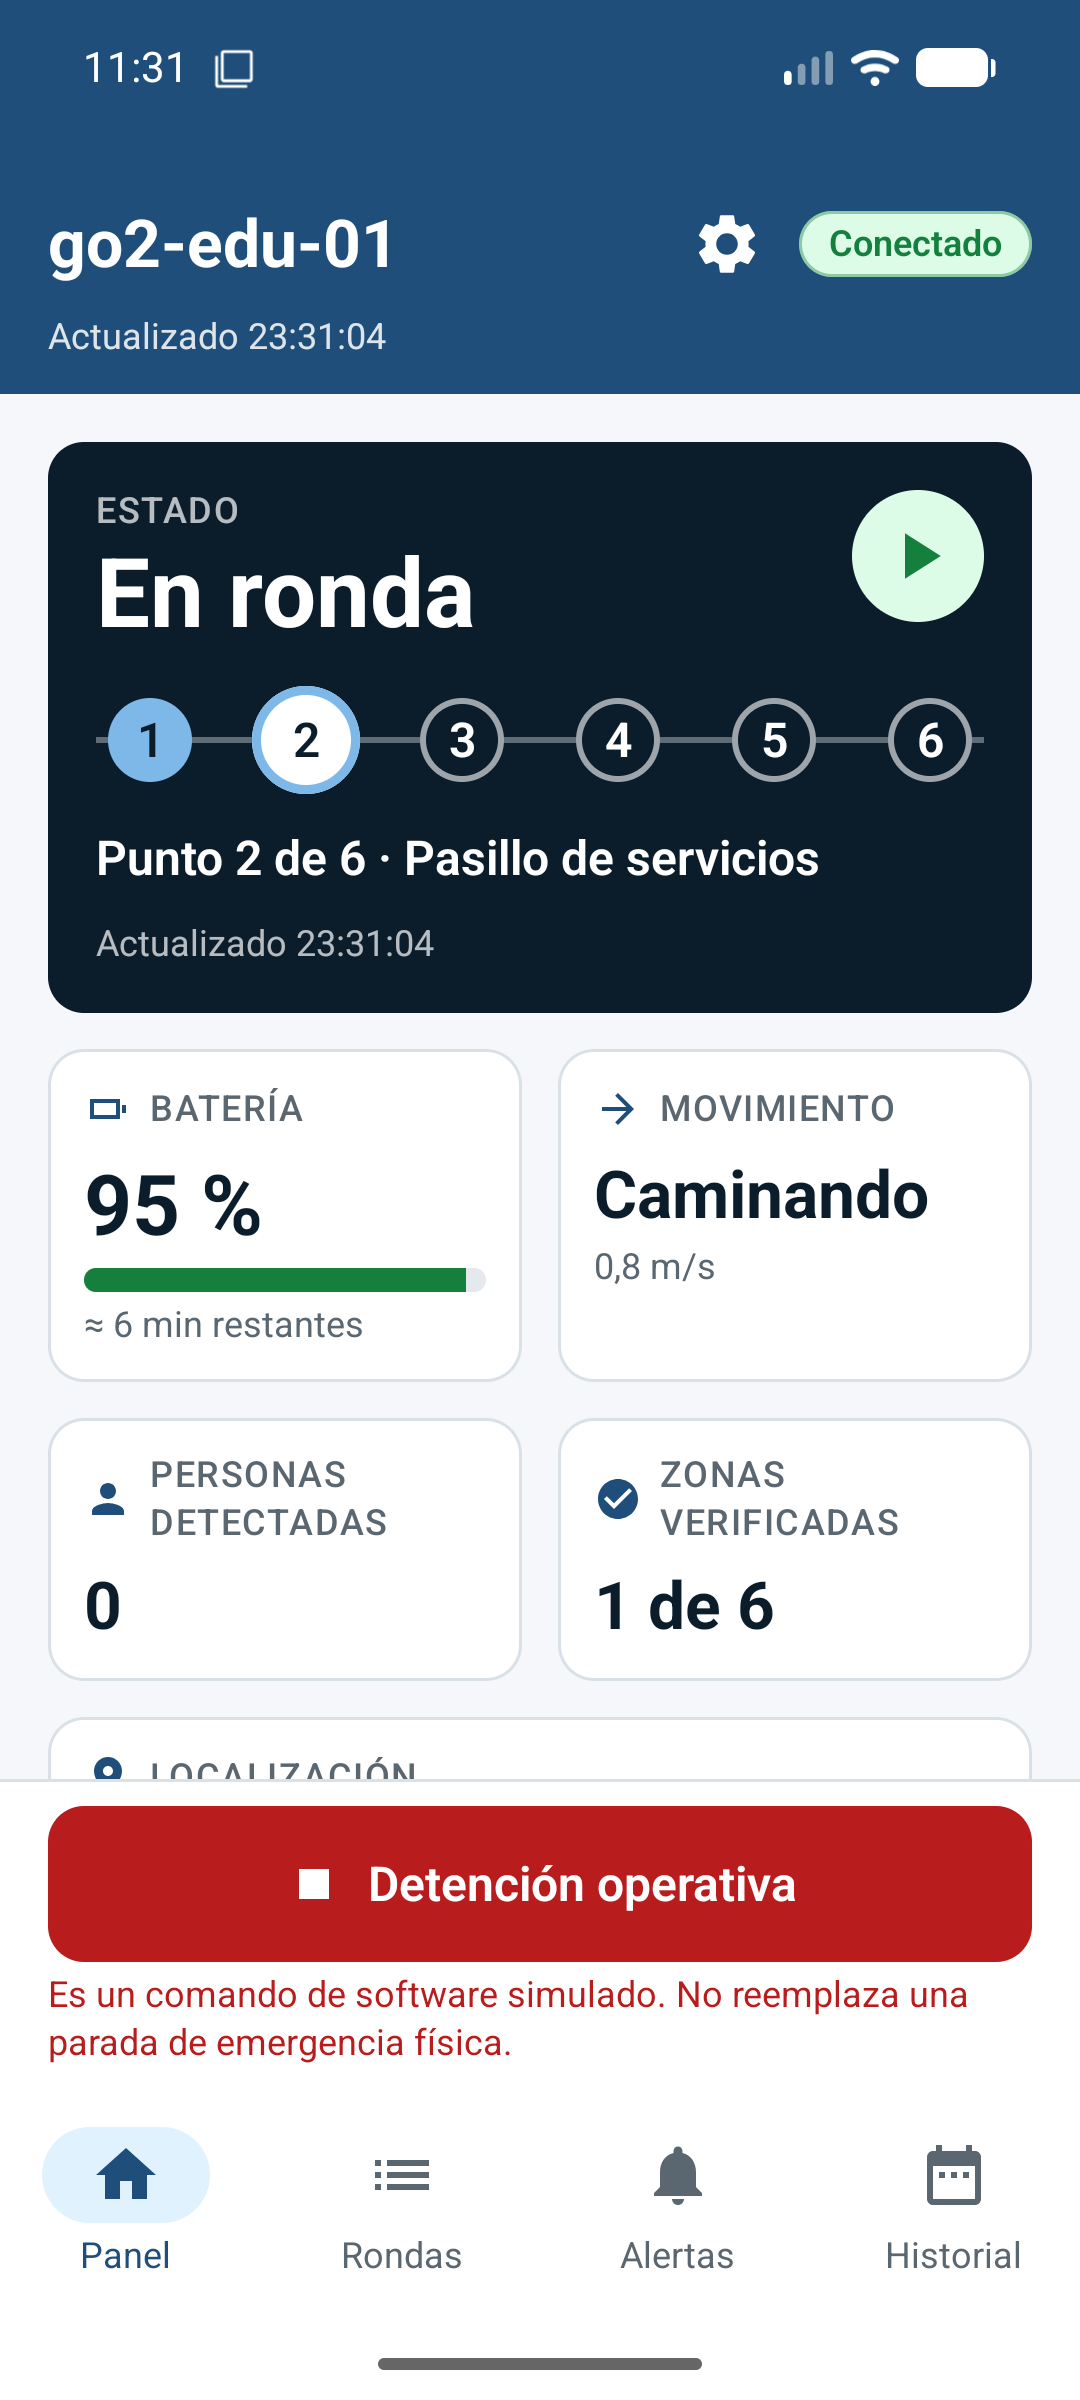 11:31
go2-edu-01
Conectado
Actualizado 23:31:04
ESTADO
En ronda
1 2 3 4 5 6
Punto 2 de 6 · Pasillo de servicios
Actualizado 23:31:04
BATERÍA
95 %
≈ 6 min restantes
MOVIMIENTO
Caminando
0,8 m/s
PERSONAS
DETECTADAS
0
ZONAS
VERIFICADAS
1 de 6
LOCALIZACIÓN
Detención operativa
Es un comando de software simulado. No reemplaza una
parada de emergencia física.
Panel
Rondas
Alertas
Historial